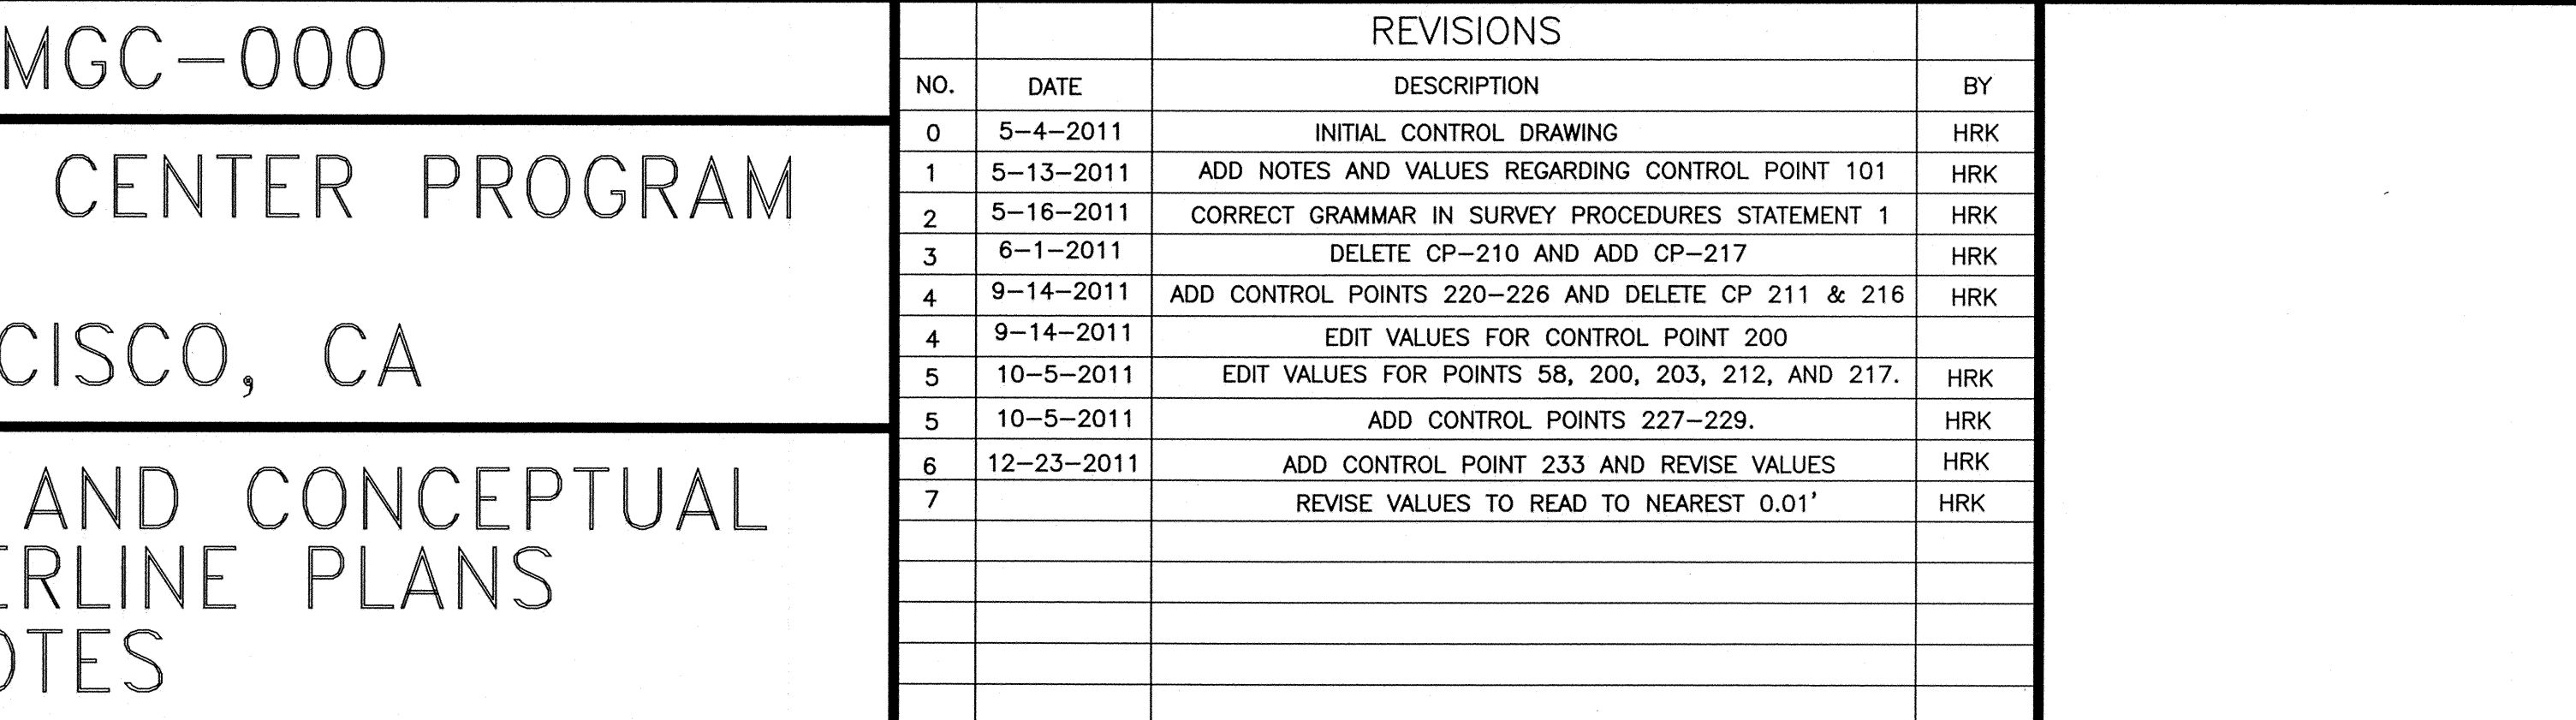 MGC-000
CENTER PROGRAM
CISCO, CA
AND CONCEPTUAL
ERLINE PLANS
OTES
REVISIONS
NO. DATE DESCRIPTION BY
0 5-4-2011 INITIAL CONTROL DRAWING HRK
1 5-13-2011 ADD NOTES AND VALUES REGARDING CONTROL POINT 101 HRK
2 5-16-2011 CORRECT GRAMMAR IN SURVEY PROCEDURES STATEMENT 1 HRK
3 6-1-2011 DELETE CP-210 AND ADD CP-217 HRK
4 9-14-2011 ADD CONTROL POINTS 220-226 AND DELETE CP 211 & 216 HRK
4 9-14-2011 EDIT VALUES FOR CONTROL POINT 200
5 10-5-2011 EDIT VALUES FOR POINTS 58, 200, 203, 212, AND 217. HRK
5 10-5-2011 ADD CONTROL POINTS 227-229. HRK
6 12-23-2011 ADD CONTROL POINT 233 AND REVISE VALUES HRK
7 REVISE VALUES TO READ TO NEAREST 0.01' HRK